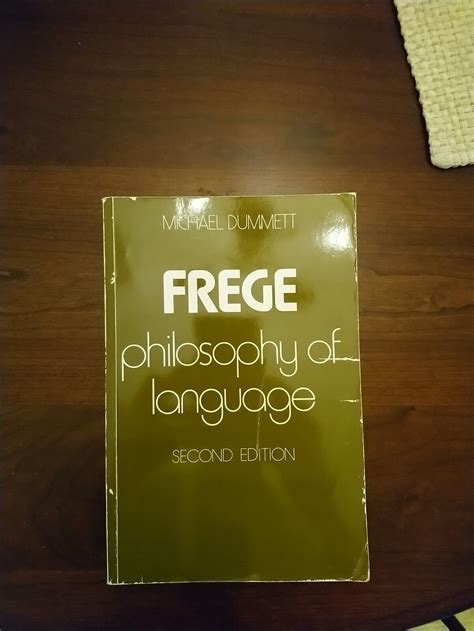 MICHAEL DUMMETT
FREGE
philosophy of
language
SECOND EDITION